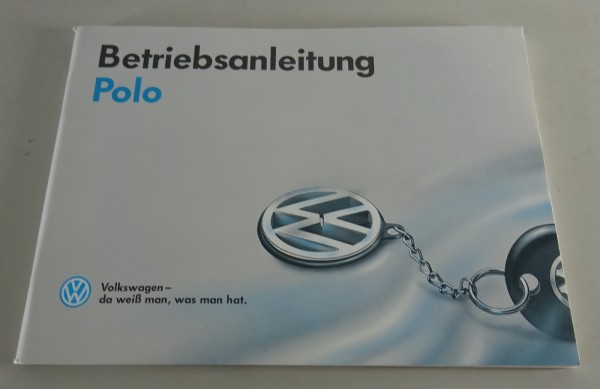 Betriebsanleitung
Polo
Volkswagen –
da weiß man, was man hat.